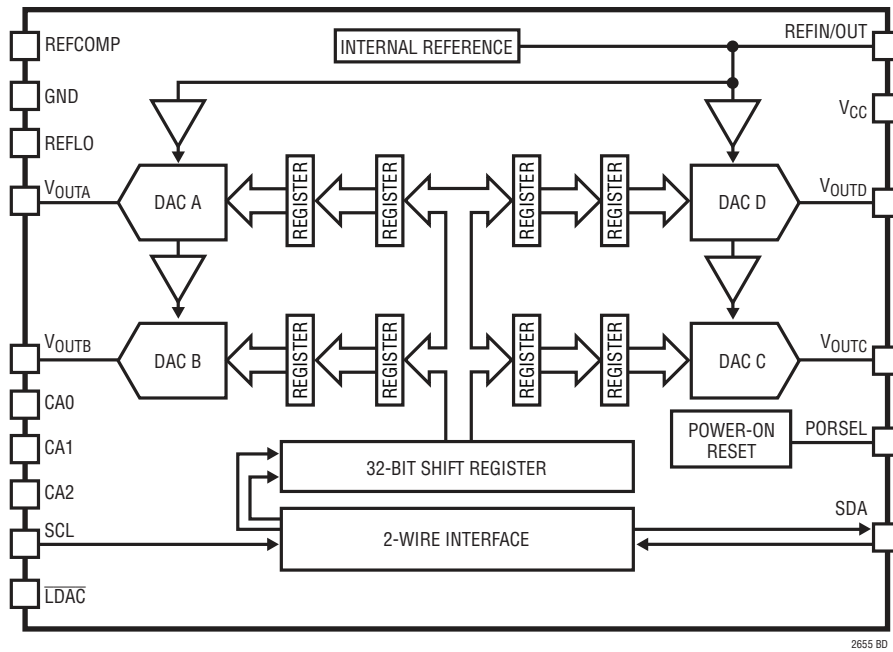 REFCOMP
INTERNAL REFERENCE
REFIN/OUT
GND
VCC
REFLO
VOUTA
DAC A
REGISTER
REGISTER
REGISTER
REGISTER
DAC D
VOUTD
VOUTB
DAC B
REGISTER
REGISTER
REGISTER
REGISTER
DAC C
VOUTC
CA0
CA1
32-BIT SHIFT REGISTER
POWER-ON
RESET
PORSEL
CA2
SCL
2-WIRE INTERFACE
SDA
LDAC
2655 BD